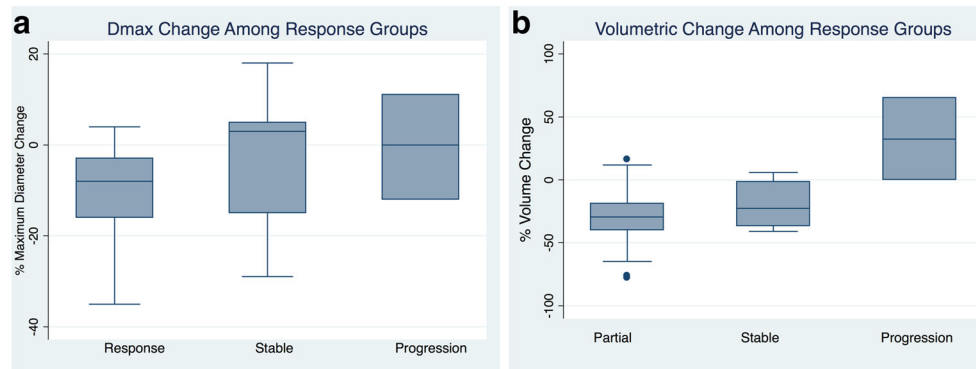 a
Dmax Change Among Response Groups
% Maximum Diameter Change
20
0
-20
-40
Response Stable Progression
b
Volumetric Change Among Response Groups
% Volume Change
100
50
0
-50
-100
Partial Stable Progression